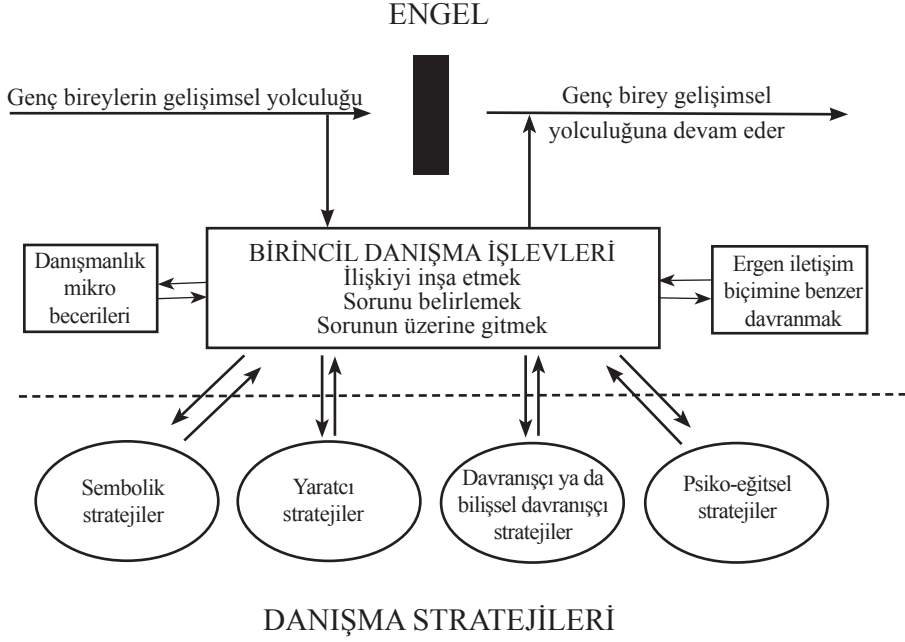 ENGEL
Genç bireylerin gelişimsel yolculuğu
Genç birey gelişimsel
yolculuğuna devam eder
BİRİNCİL DANIŞMA İŞLEVLERİ
İlişkiyi inşa etmek
Sorunu belirlemek
Sorunun üzerine gitmek
Danışmanlık
mikro
becerileri
Ergen iletişim
biçimine benzer
davranmak
Sembolik
stratejiler
Yaratcı
stratejiler
Davranışçı ya da
bilişsel davranışçı
stratejiler
Psiko-eğitsel
stratejiler
DANIŞMA STRATEJİLERİ